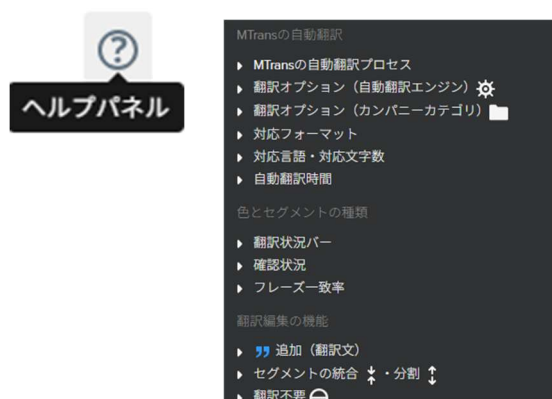 ヘルプパネル
MTransの自動翻訳
MTransの自動翻訳プロセス
翻訳オプション（自動翻訳エンジン）
翻訳オプション（カンパニーカテゴリ）
対応フォーマット
対応言語・対応文字数
自動翻訳時間
色とセグメントの種類
翻訳状況バー
確認状況
フレーズ一致率
翻訳編集の機能
追加（翻訳文）
セグメントの統合 ・分割
翻訳不要